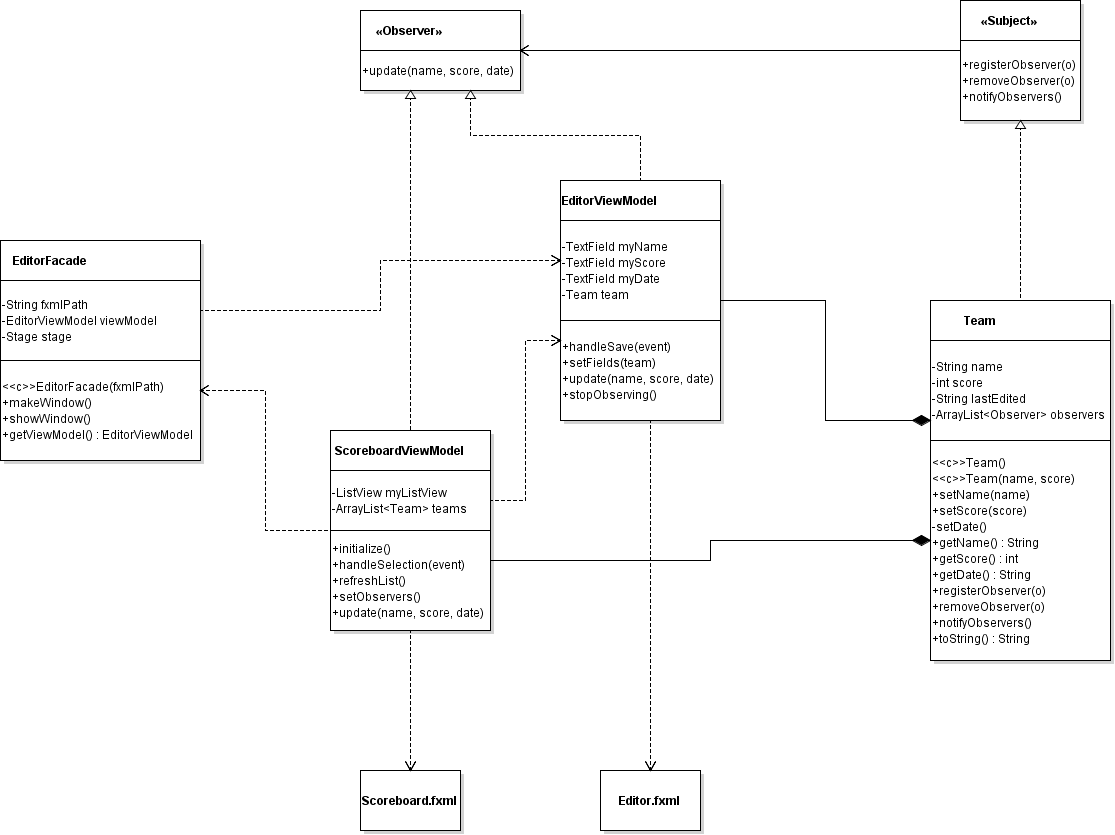 «Observer»
+update(name, score, date)
«Subject»
+registerObserver(o)
+removeObserver(o)
+notifyObservers()
EditorViewModel
-TextField myName
-TextField myScore
-TextField myDate
-Team team
+handleSave(event)
+setFields(team)
+update(name, score, date)
+stopObserving()
EditorFacade
-String fxmlPath
-EditorViewModel viewModel
-Stage stage
<<c>>EditorFacade(fxmlPath)
+makeWindow()
+showWindow()
+getViewModel() : EditorViewModel
Team
-String name
-int score
-String lastEdited
-ArrayList<Observer> observers
<<c>>Team()
<<c>>Team(name, score)
+setName(name)
+setScore(score)
-setDate()
+getName() : String
+getScore() : int
+getDate() : String
+registerObserver(o)
+removeObserver(o)
+notifyObservers()
+toString() : String
ScoreboardViewModel
-ListView myListView
-ArrayList<Team> teams
+initialize()
+handleSelection(event)
+refreshList()
+setObservers()
+update(name, score, date)
Scoreboard.fxml
Editor.fxml